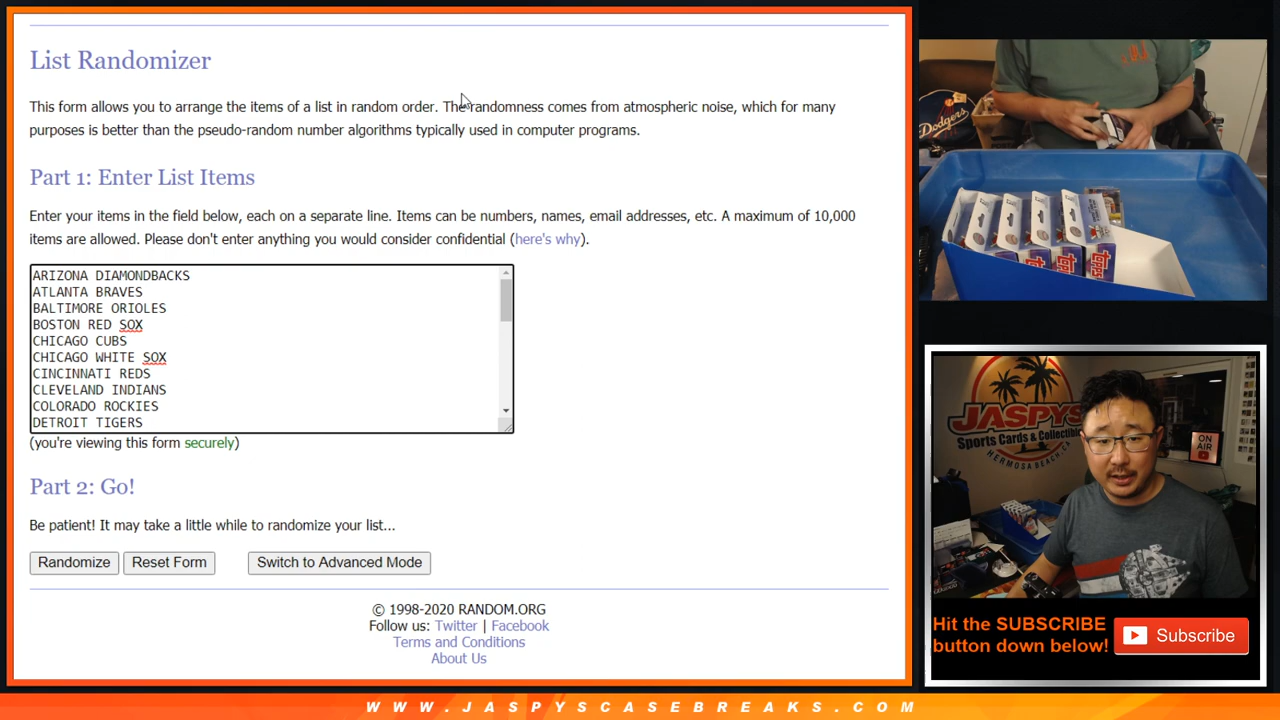 List Randomizer
This form allows you to arrange the items of a list in random order. The randomness comes from atmospheric noise, which for many
purposes is better than the pseudo-random number algorithms typically used in computer programs.
Part 1: Enter List Items
Enter your items in the field below, each on a separate line. Items can be numbers, names, email addresses, etc. A maximum of 10,000
items are allowed. Please don't enter anything you would consider confidential (here's why).
ARIZONA DIAMONDBACKS
ATLANTA BRAVES
BALTIMORE ORIOLES
BOSTON RED SOX
CHICAGO CUBS
CHICAGO WHITE SOX
CINCINNATI REDS
CLEVELAND INDIANS
COLORADO ROCKIES
DETROIT TIGERS
(you're viewing this form securely)
Part 2: Go!
Be patient! It may take a little while to randomize your list...
Randomize Reset Form Switch to Advanced Mode
© 1998-2020 RANDOM.ORG
Follow us: Twitter | Facebook
Terms and Conditions
About Us
Dodgers
topps
JASPYS
Sports Cards & Collectibles
HERMOSA BEACH, CA
ON
AIR
Hit the SUBSCRIBE
button down below!
Subscribe
WWW.JASPYSCASEBREAKS.COM